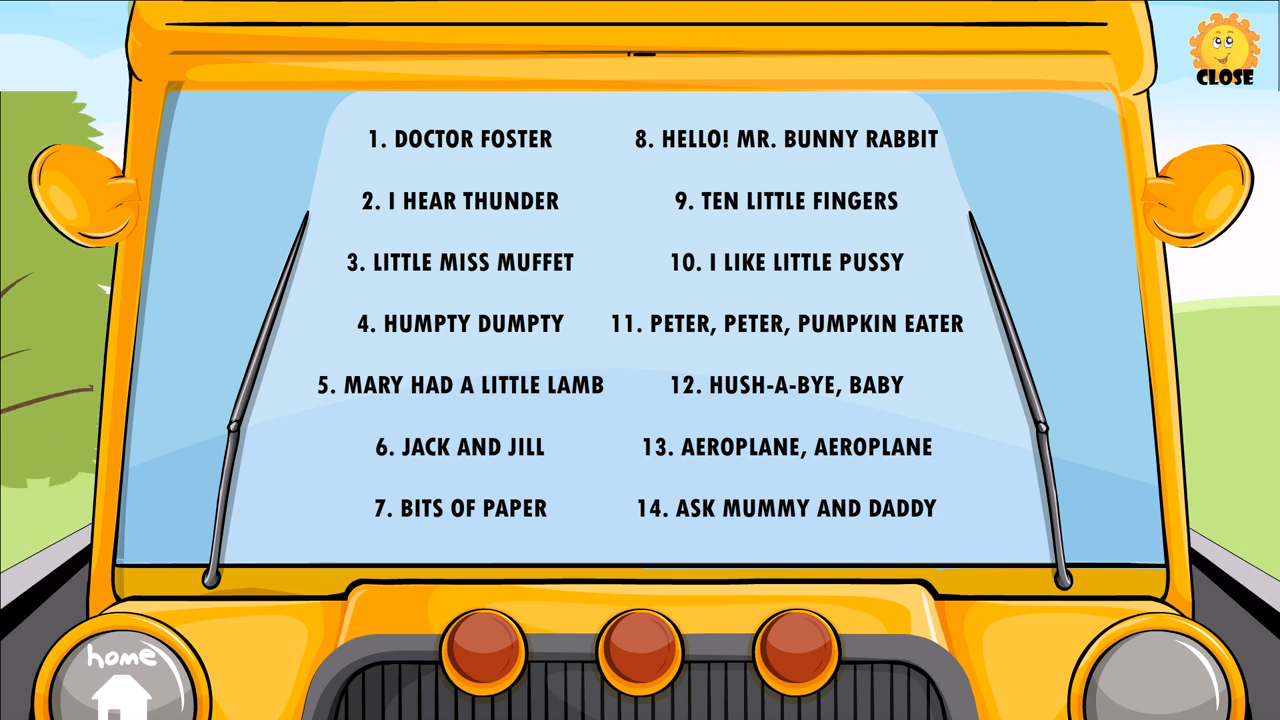 CLOSE
1. DOCTOR FOSTER
2. I HEAR THUNDER
3. LITTLE MISS MUFFET
4. HUMPTY DUMPTY
5. MARY HAD A LITTLE LAMB
6. JACK AND JILL
7. BITS OF PAPER
8. HELLO! MR. BUNNY RABBIT
9. TEN LITTLE FINGERS
10. I LIKE LITTLE PUSSY
11. PETER, PETER, PUMPKIN EATER
12. HUSH-A-BYE, BABY
13. AEROPLANE, AEROPLANE
14. ASK MUMMY AND DADDY
home